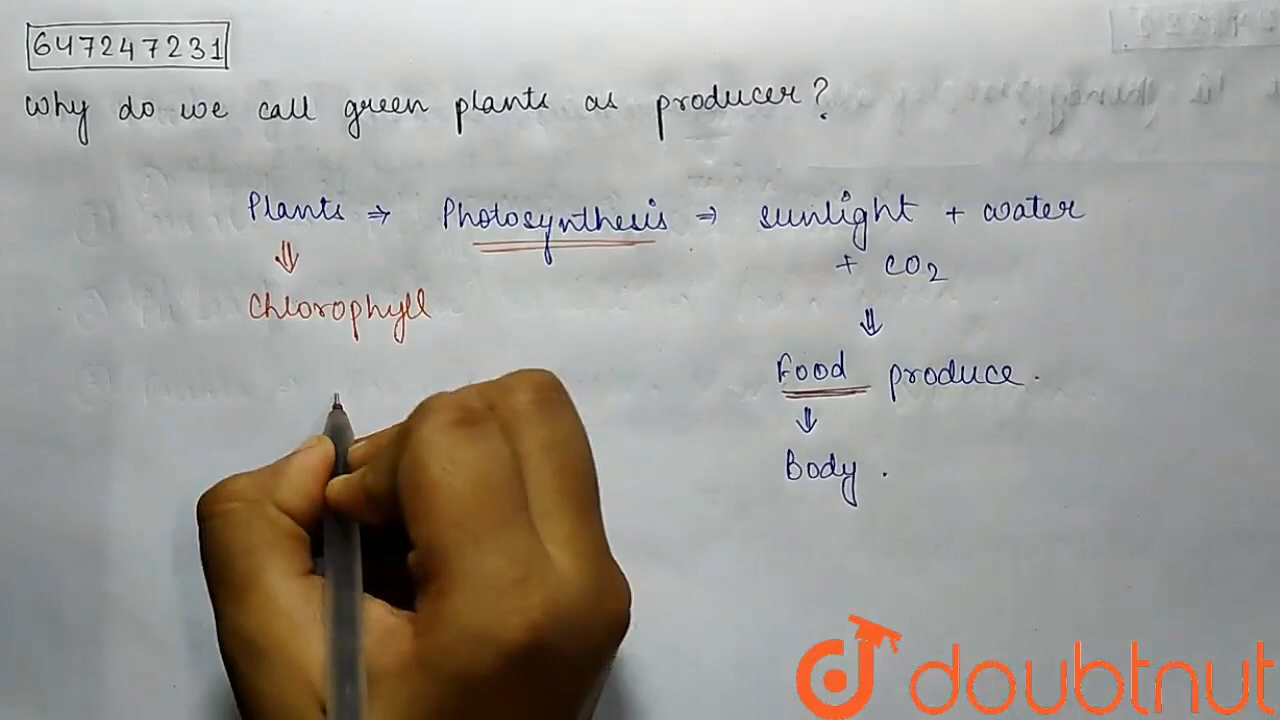 647247231
Why do we call green plants as producer?
Plants ⇒ Photosynthesis ⇒ sunlight + water
+ CO2
⇓
⇓
Chlorophyll
⇓
Food produce.
↓
Body.
doubtnut